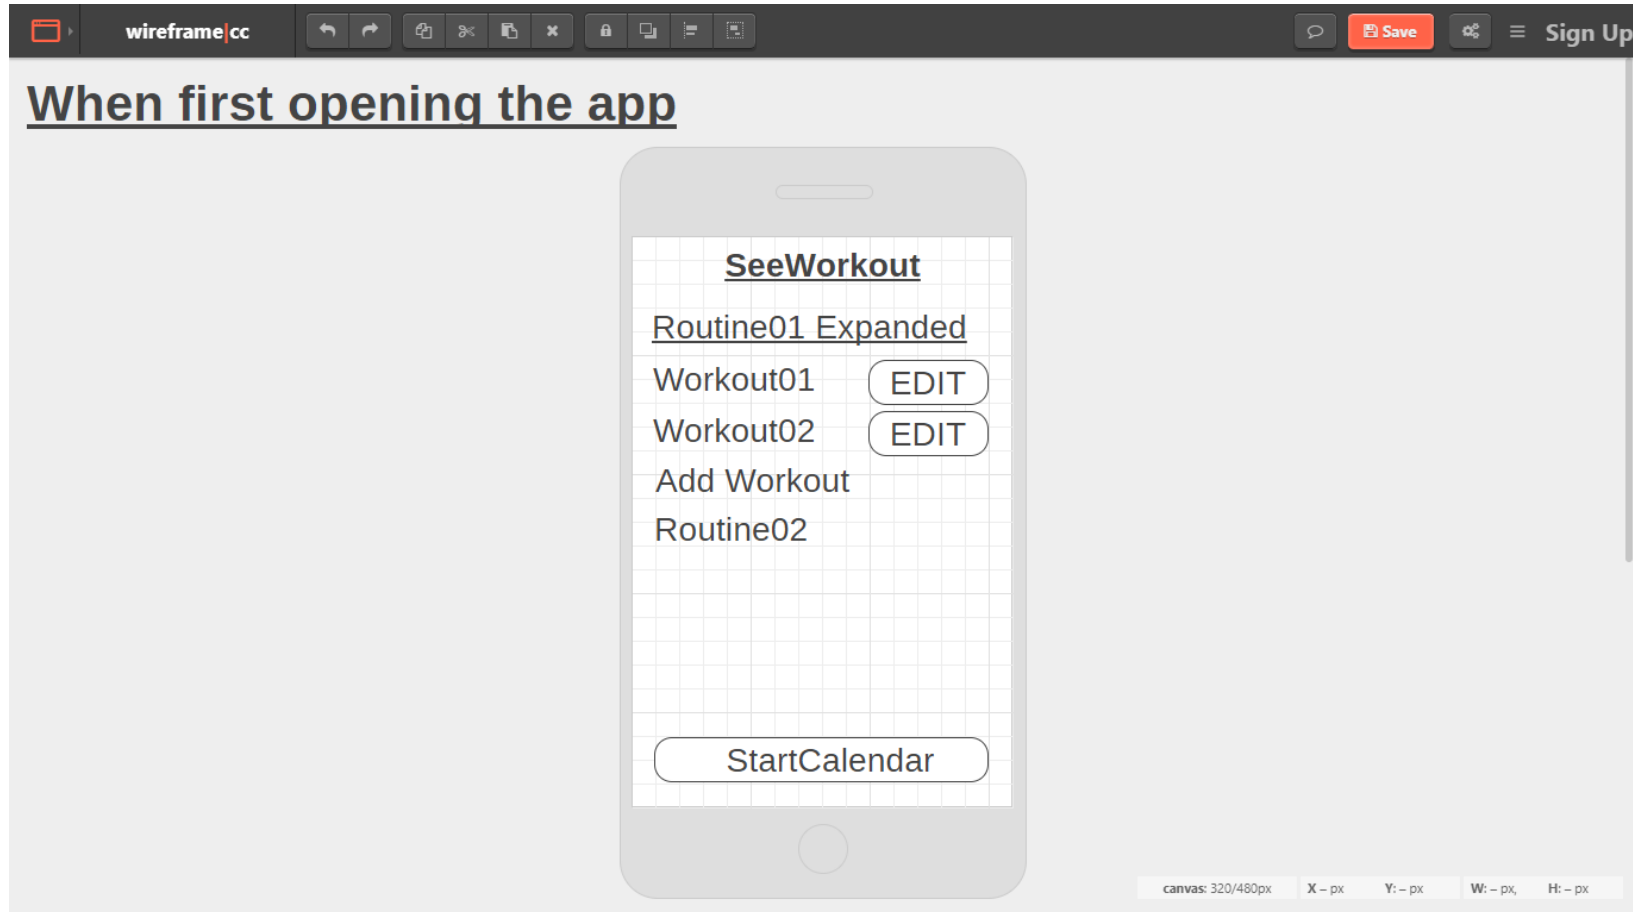 wireframe|cc
Save
Sign Up
When first opening the app
SeeWorkout
Routine01 Expanded
Workout01 EDIT
Workout02 EDIT
Add Workout
Routine02
StartCalendar
canvas: 320/480px X – px Y: – px W: – px, H: – px